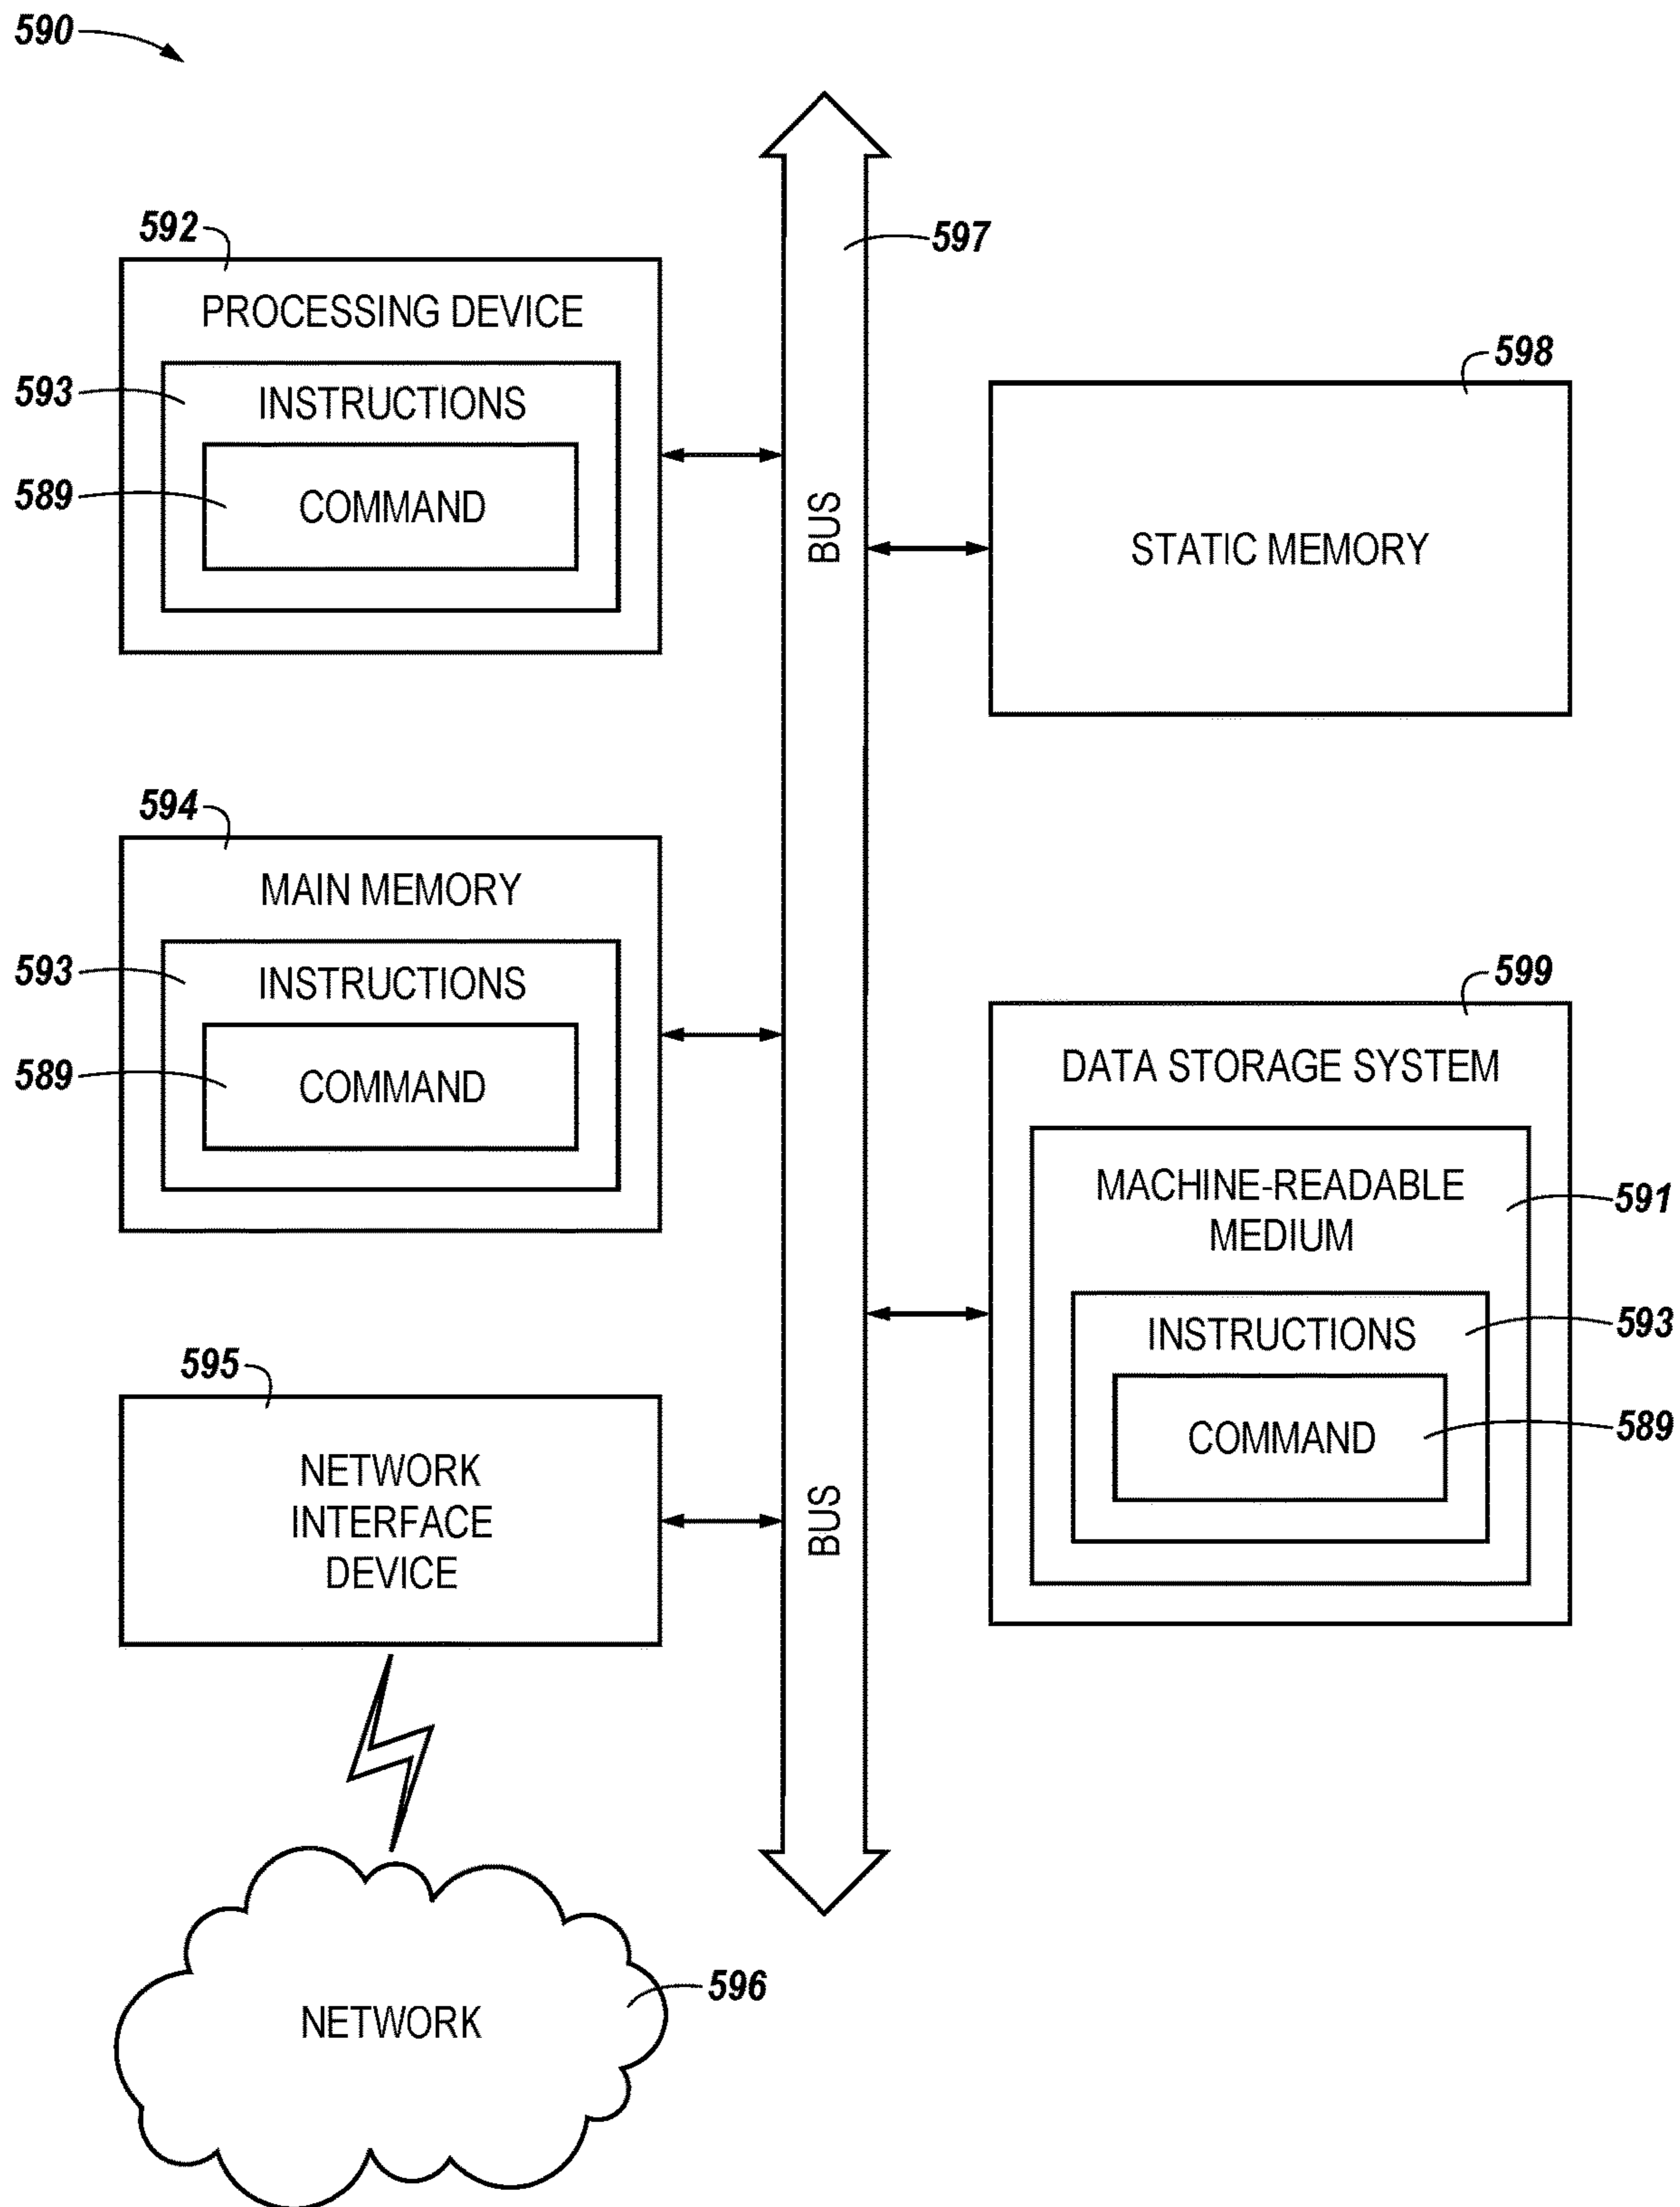 590
592
PROCESSING DEVICE
593
INSTRUCTIONS
589
COMMAND
597
BUS
598
STATIC MEMORY
594
MAIN MEMORY
593
INSTRUCTIONS
589
COMMAND
599
DATA STORAGE SYSTEM
MACHINE-READABLE
MEDIUM
591
INSTRUCTIONS
593
COMMAND
589
595
NETWORK
INTERFACE
DEVICE
BUS
NETWORK
596